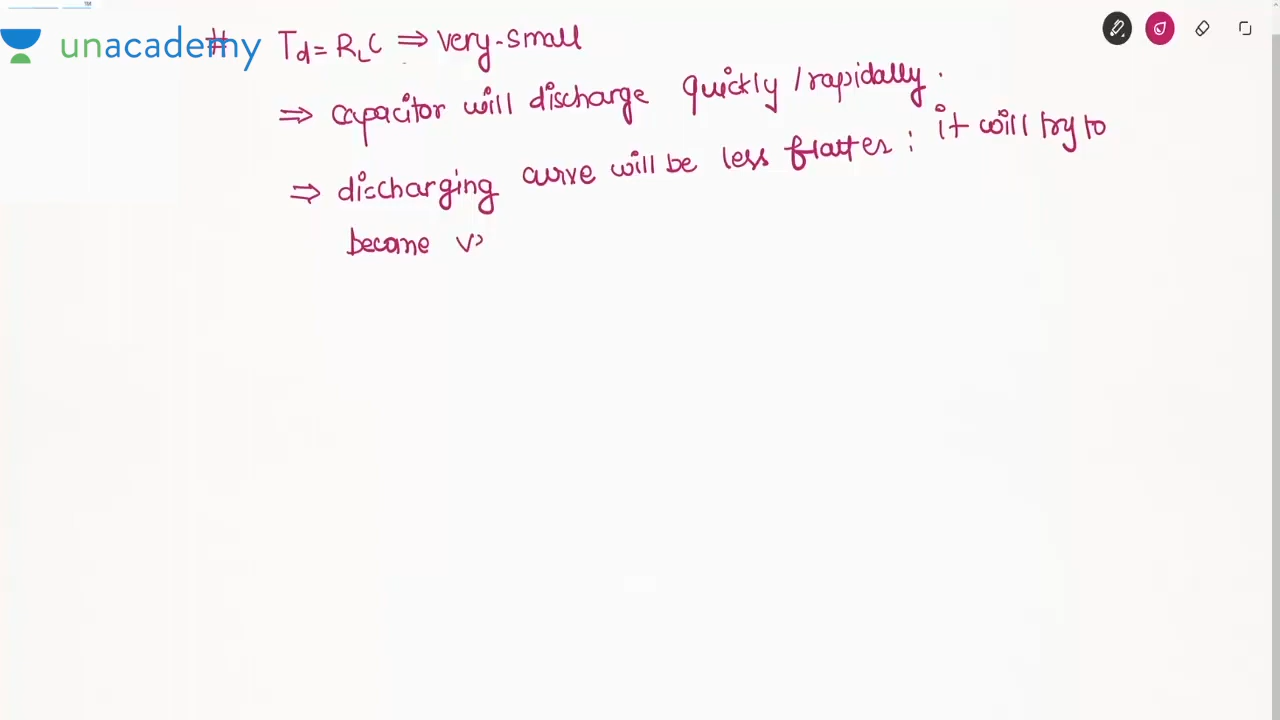 unacademy
# Td = RLC ⇒ very-small
⇒ capacitor will discharge quickly / rapidally.
⇒ discharging curve will be less flatter : it will try to
become